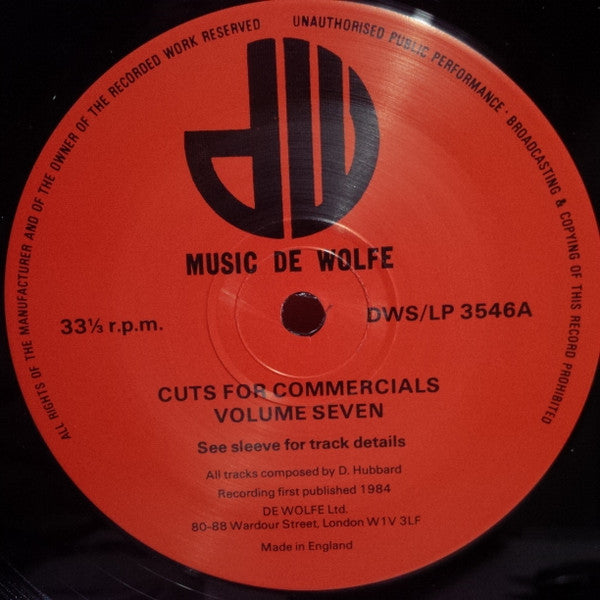 ALL RIGHTS OF THE MANUFACTURER AND OF THE OWNER OF THE RECORDED WORK RESERVED
UNAUTHORISED PUBLIC PERFORMANCE · BROADCASTING & COPYING OF THIS RECORD PROHIBITED
dW
MUSIC DE WOLFE
33⅓ r.p.m.
DWS/LP 3546A
CUTS FOR COMMERCIALS
VOLUME SEVEN
See sleeve for track details
All tracks composed by D. Hubbard
Recording first published 1984
DE WOLFE Ltd.
80-88 Wardour Street, London W1V 3LF
Made in England